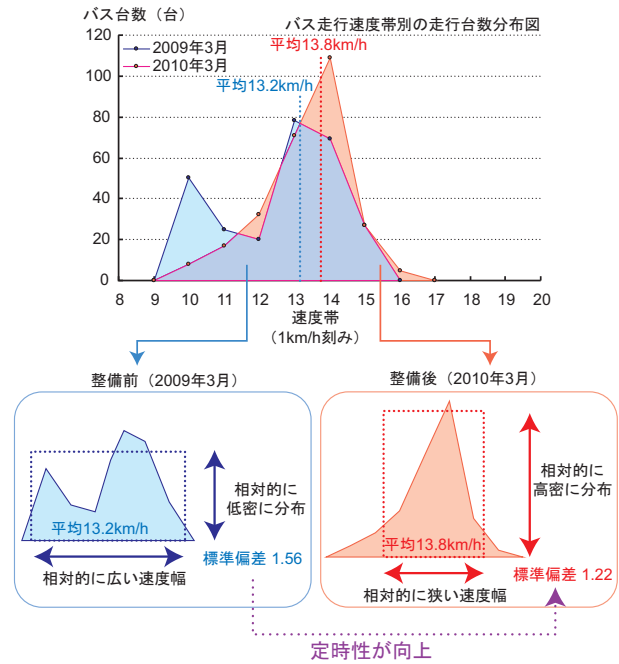 バス台数（台）
バス走行速度帯別の走行台数分布図
120
100
80
60
40
20
0
2009年3月
2010年3月
平均13.8km/h
平均13.2km/h
8 9 10 11 12 13 14 15 16 17 18 19 20
速度帯
（1km/h刻み）
整備前（2009年3月）
整備後（2010年3月）
相対的に
低密に分布
平均13.2km/h
標準偏差 1.56
相対的に広い速度幅
相対的に
高密に分布
平均13.8km/h
標準偏差 1.22
相対的に狭い速度幅
定時性が向上